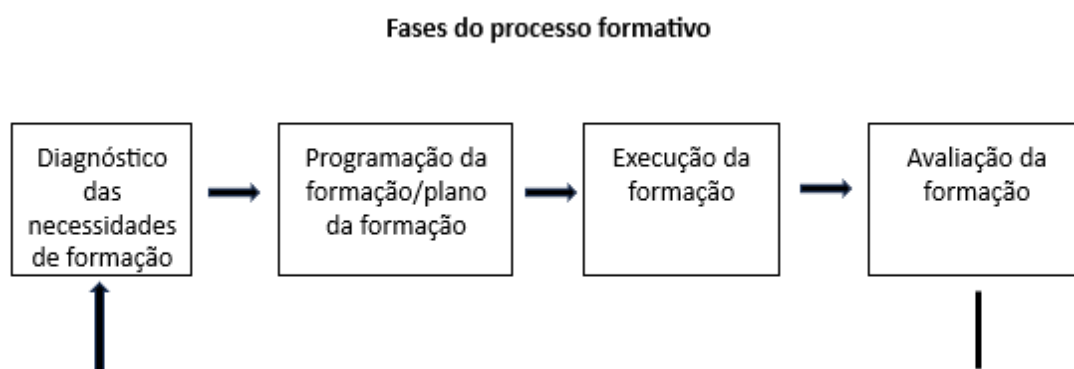 Fases do processo formativo
Diagnóstico
das
necessidades
de formação
Programação da
formação/plano
da formação
Execução da
formação
Avaliação da
formação